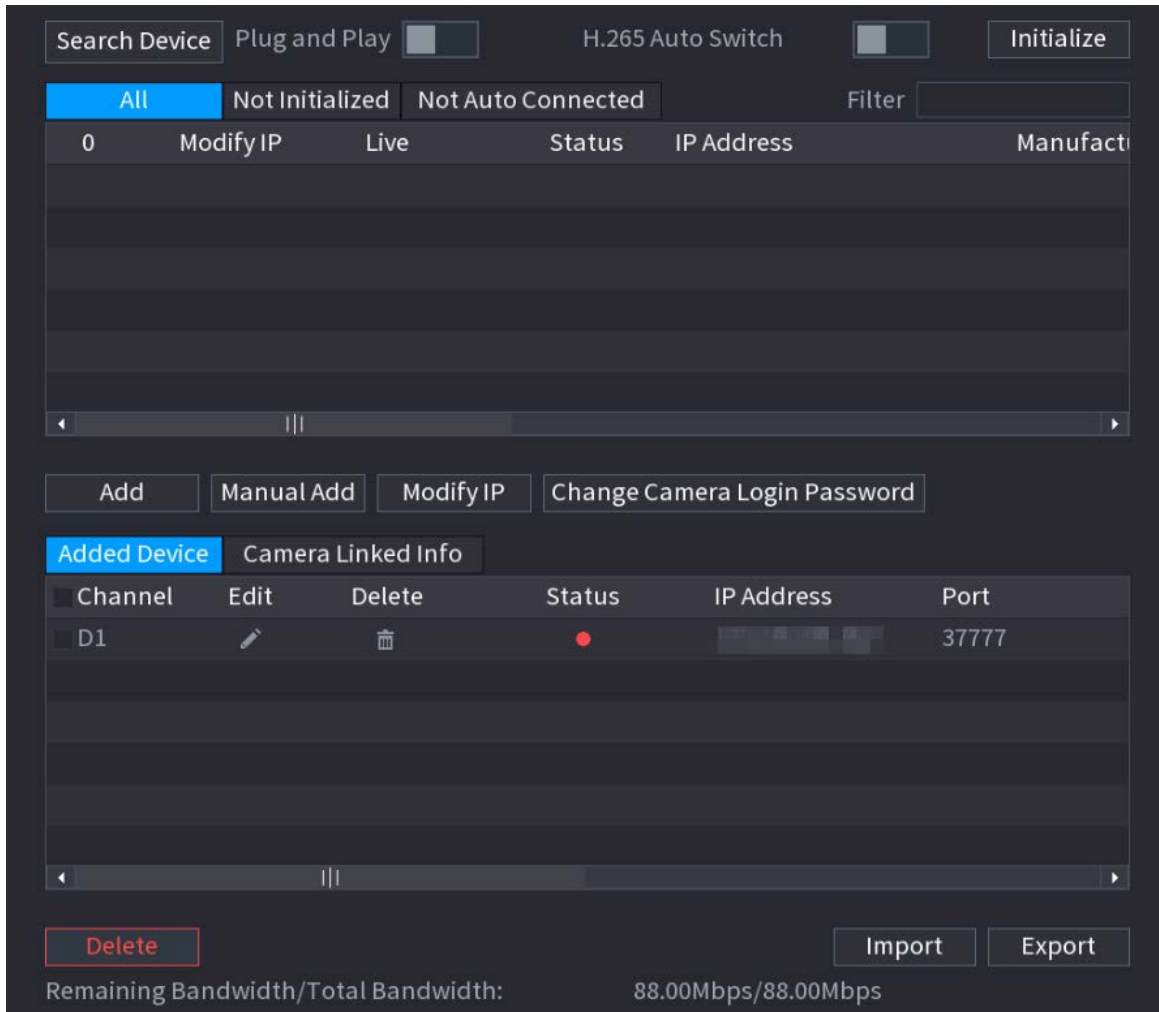 Search Device Plug and Play H.265 Auto Switch Initialize
All Not Initialized Not Auto Connected Filter
0 Modify IP Live Status IP Address Manufact
Add Manual Add Modify IP Change Camera Login Password
Added Device Camera Linked Info
Channel Edit Delete Status IP Address Port
D1 37777
Delete Import Export
Remaining Bandwidth/Total Bandwidth: 88.00Mbps/88.00Mbps